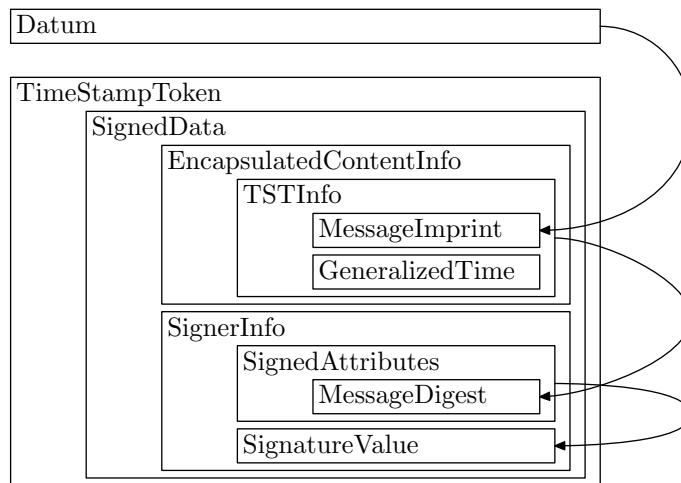 Datum
TimeStampToken
SignedData
EncapsulatedContentInfo
TSTInfo
MessageImprint
GeneralizedTime
SignerInfo
SignedAttributes
MessageDigest
SignatureValue